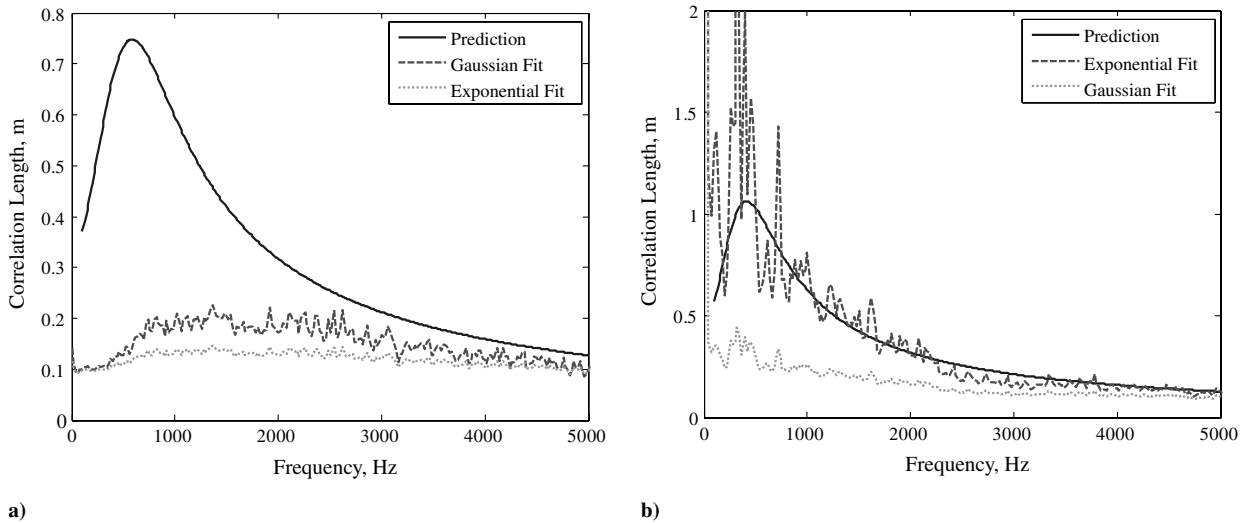 0.8
0.7
0.6
0.5
0.4
0.3
0.2
0.1
0
0
1000
2000
3000
4000
5000
Correlation Length, m
Frequency, Hz
Prediction
Gaussian Fit
Exponential Fit
a)
2
1.5
1
0.5
0
0
1000
2000
3000
4000
5000
Correlation Length, m
Frequency, Hz
Prediction
Exponential Fit
Gaussian Fit
b)